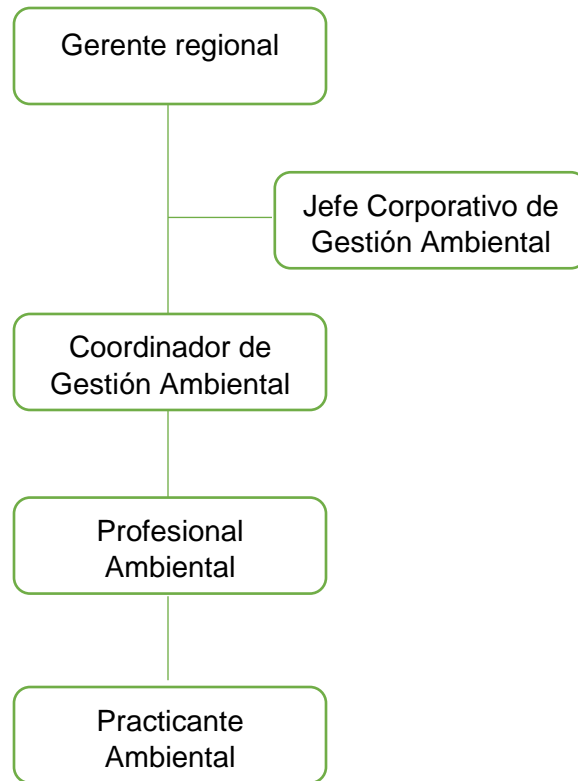 Gerente regional
Jefe Corporativo de
Gestión Ambiental
Coordinador de
Gestión Ambiental
Profesional
Ambiental
Practicante
Ambiental